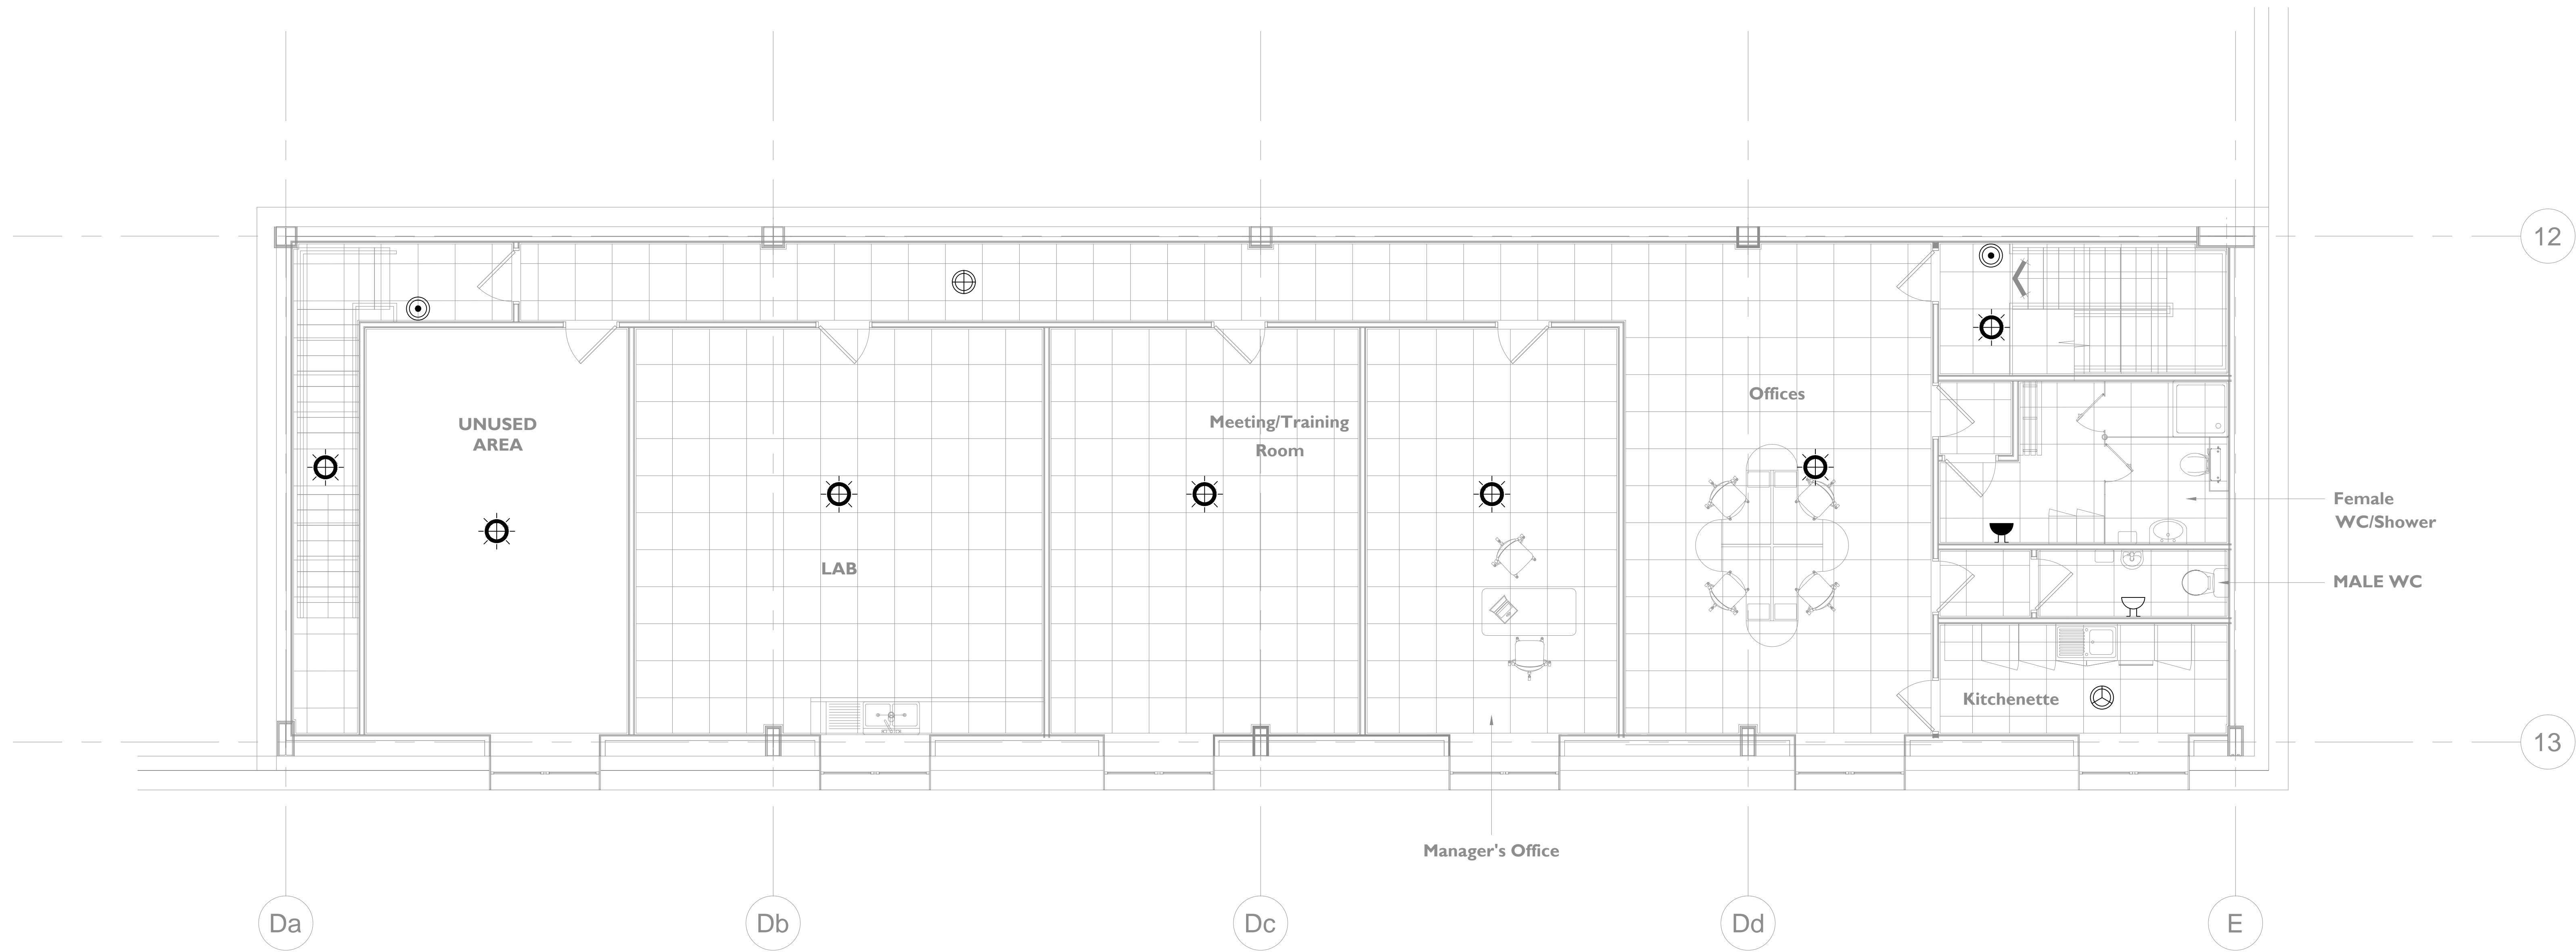 12
Offices
UNUSED
AREA
Meeting/Training
Room
Female
WC/Shower
LAB
MALE WC
Kitchenette
13
Manager's Office
Da
Db
Dc
Dd
E